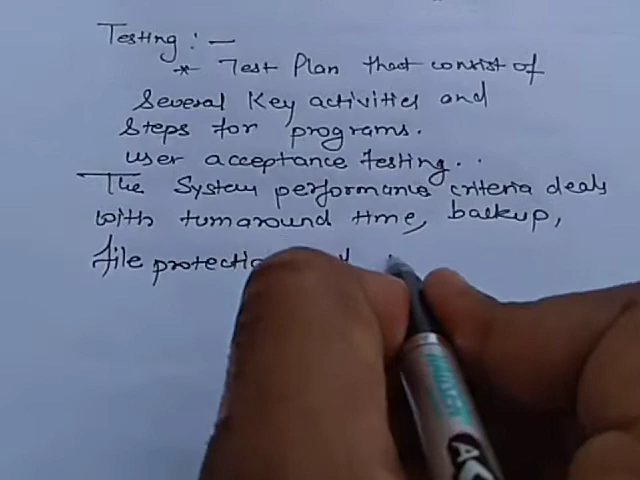 Testing :-
* Test Plan that consist of
Several Key activities and
Steps for programs.
user acceptance testing..
The System performance criteria deals
with turnaround time, backup,
file